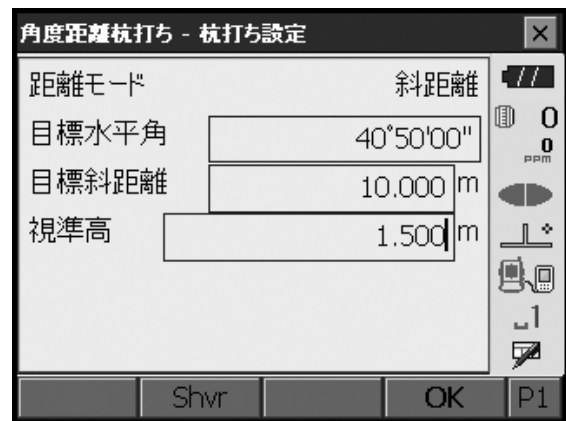 角度距離杭打ち - 杭打ち設定
距離モード 斜距離
目標水平角 40°50'00"
目標斜距離 10.000 m
視準高 1.500 m
0
0
PPM
1
Shvr OK P1